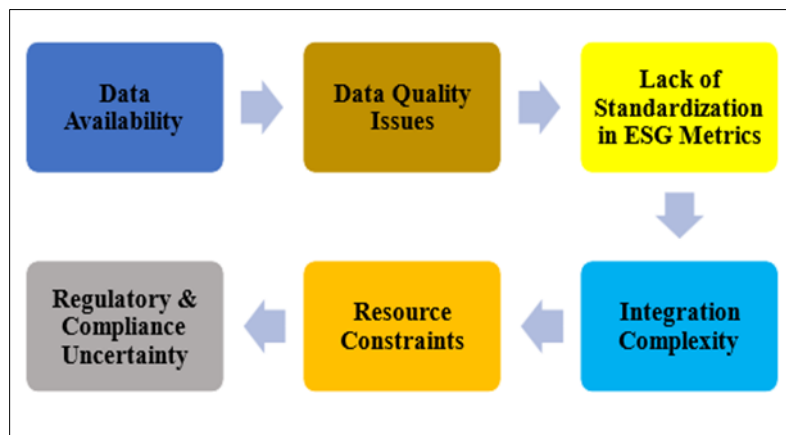 Data
Availability
Data Quality
Issues
Lack of
Standardization
in ESG Metrics
Integration
Complexity
Resource
Constraints
Regulatory &
Compliance
Uncertainty